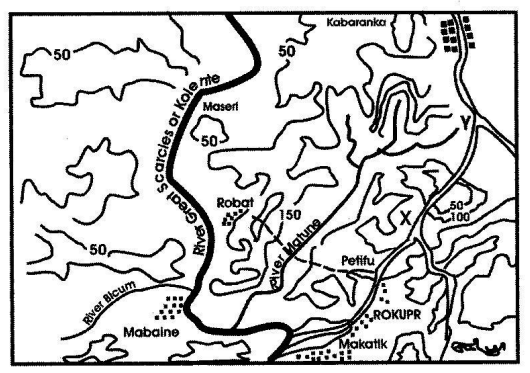 Kabaranka
50
50
River Great Scarcies or Kolente
Maseri
50
Y
Robat
150
50
100
X
River Matune
Petifu
50
River Bicum
Mabaine
ROKUPR
Makatik